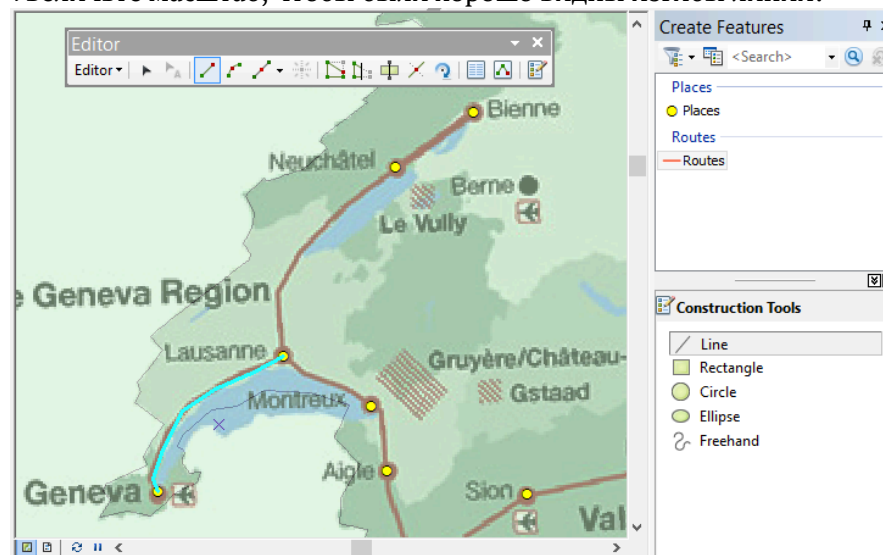 Editor
Editor
Bienne
Neuchâtel
Berne
Le Vully
Geneva Region
Lausanne
Gruyère/Château-
Gstaad
Montreux
Aigle
Geneva
Sion
Val
Create Features
<Search>
Places
Places
Routes
Routes
Construction Tools
Line
Rectangle
Circle
Ellipse
Freehand